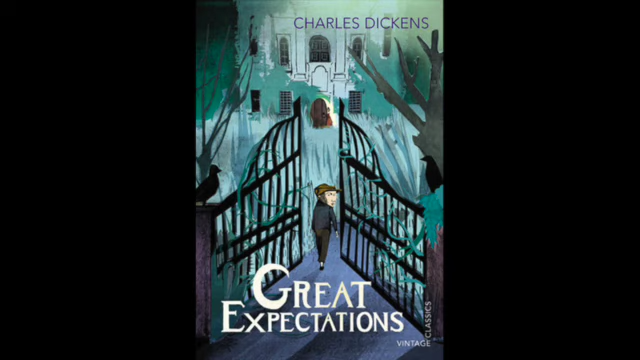 CHARLES DICKENS
GREAT
EXPECTATIONS
VINTAGE CLASSICS